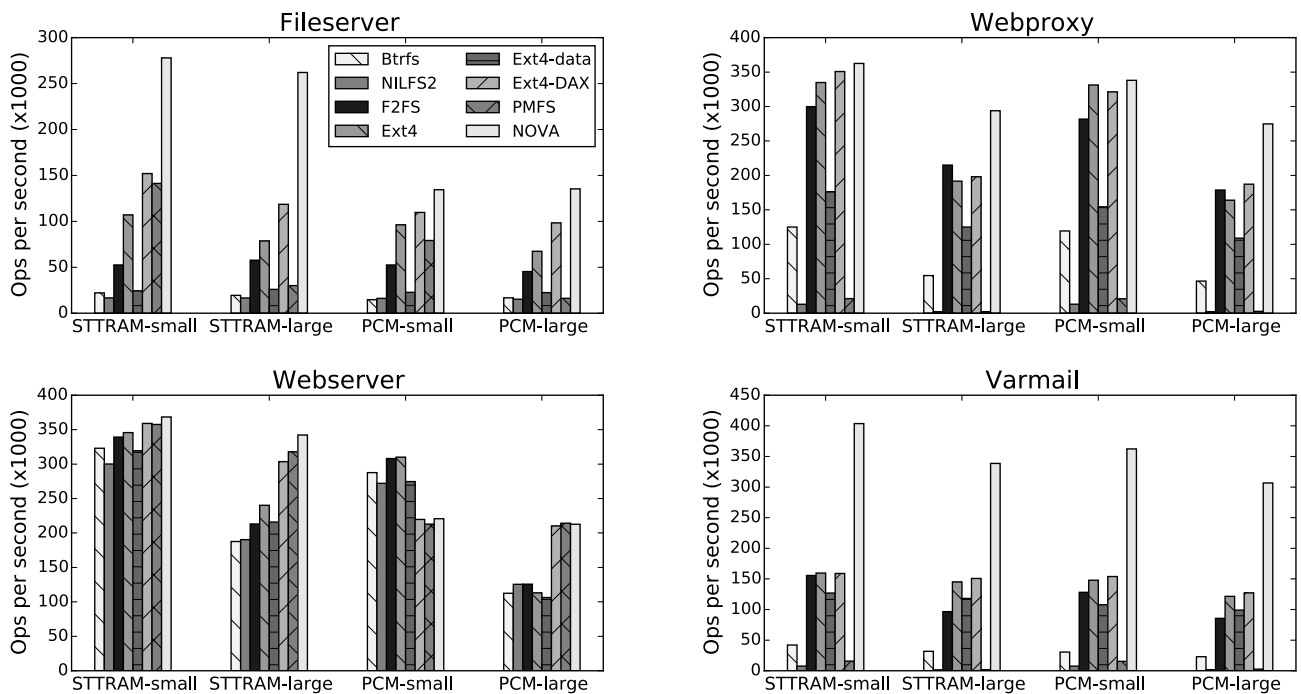 Fileserver
Ops per second (x1000)
300
250
200
150
100
50
0
Btrfs
NILFS2
F2FS
Ext4
Ext4-data
Ext4-DAX
PMFS
NOVA
STTRAM-small STTRAM-large PCM-small PCM-large
Webproxy
Ops per second (x1000)
400
350
300
250
200
150
100
50
0
STTRAM-small STTRAM-large PCM-small PCM-large
Webserver
Ops per second (x1000)
400
350
300
250
200
150
100
50
0
STTRAM-small STTRAM-large PCM-small PCM-large
Varmail
Ops per second (x1000)
450
400
350
300
250
200
150
100
50
0
STTRAM-small STTRAM-large PCM-small PCM-large